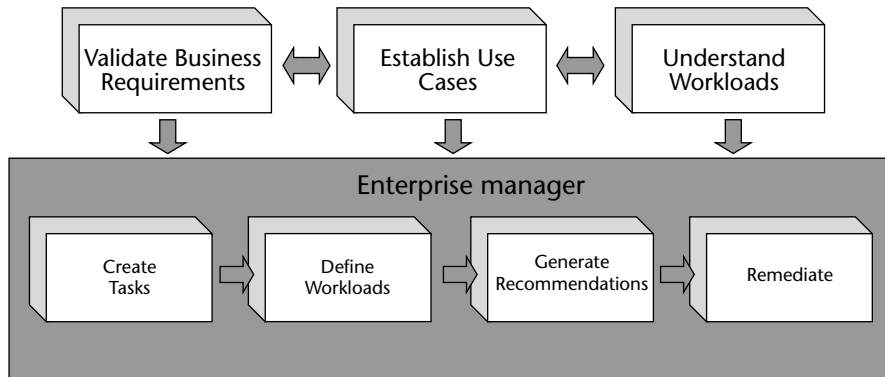 Validate Business
Requirements
Establish Use
Cases
Understand
Workloads
Enterprise manager
Create
Tasks
Define
Workloads
Generate
Recommendations
Remediate